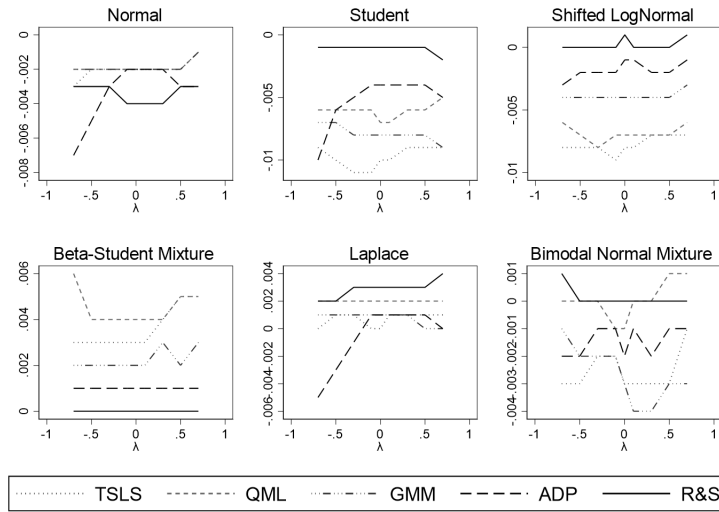 Normal
Student
Shifted LogNormal
0
-.002
-.004
-.006
-.008
-1 -.5 0 .5 1
λ
0
-.005
-.01
-1 -.5 0 .5 1
λ
0
-.005
-.01
-1 -.5 0 .5 1
λ
Beta-Student Mixture
Laplace
Bimodal Normal Mixture
.006
.004
.002
0
-1 -.5 0 .5 1
λ
.004
.002
0
-.002
-.004
-.006
-1 -.5 0 .5 1
λ
.001
0
-.001
-.002
-.003
-.004
-1 -.5 0 .5 1
λ
TSLS QML GMM ADP R&S